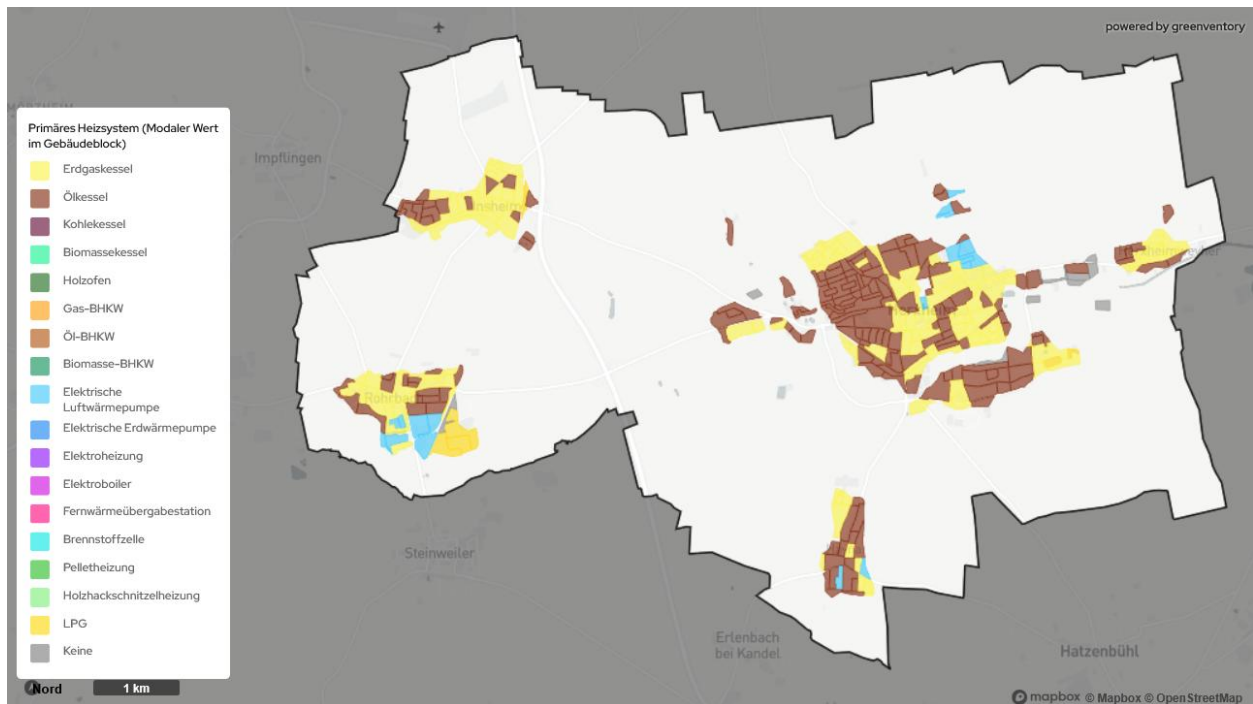 powered by greenventory
Primäres Heizsystem (Modaler Wert
im Gebäudeblock)
Erdgaskessel
Ölkessel
Kohlekessel
Biomassekessel
Holzofen
Gas-BHKW
Öl-BHKW
Biomasse-BHKW
Elektrische
Luftwärmepumpe
Elektrische Erdwärmepumpe
Elektroheizung
Elektroboiler
Fernwärmeübergabestation
Brennstoffzelle
Pelletheizung
Holzhackschnitzelheizung
LPG
Keine
Impflingen
Rohrbach
Steinweiler
Erlenbach
bei Kandel
Hatzenbühl
Nord
1 km
mapbox © Mapbox © OpenStreetMap